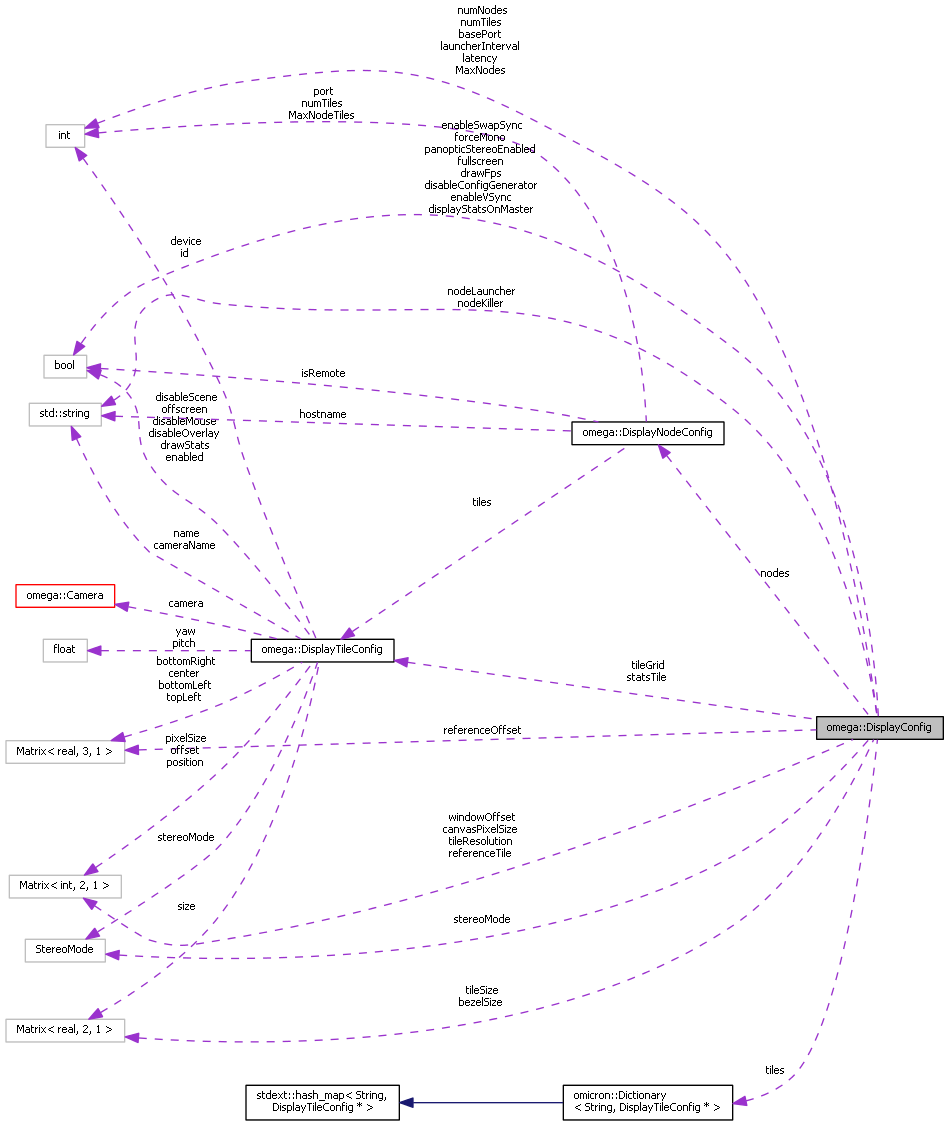 numNodes
numTiles
basePort
launcherInterval
latency
MaxNodes
port
numTiles
MaxNodeTiles
int
enableSwapSync
forceMono
panopticStereoEnabled
fullscreen
drawFps
disableConfigGenerator
enableVSync
displayStatsOnMaster
device
id
nodeLauncher
nodeKiller
bool
isRemote
std::string
disableScene
offscreen
disableMouse
disableOverlay
drawStats
enabled
hostname
omega::DisplayNodeConfig
tiles
name
cameraName
nodes
omega::Camera
camera
float
yaw
pitch
omega::DisplayTileConfig
bottomRight
center
bottomLeft
topLeft
tileGrid
statsTile
omega::DisplayConfig
referenceOffset
Matrix< real, 3, 1 >
pixelSize
offset
position
windowOffset
canvasPixelSize
tileResolution
referenceTile
stereoMode
Matrix< int, 2, 1 >
size
stereoMode
StereoMode
tileSize
bezelSize
Matrix< real, 2, 1 >
tiles
stdext::hash_map< String,
DisplayTileConfig * >
omicron::Dictionary
< String, DisplayTileConfig * >